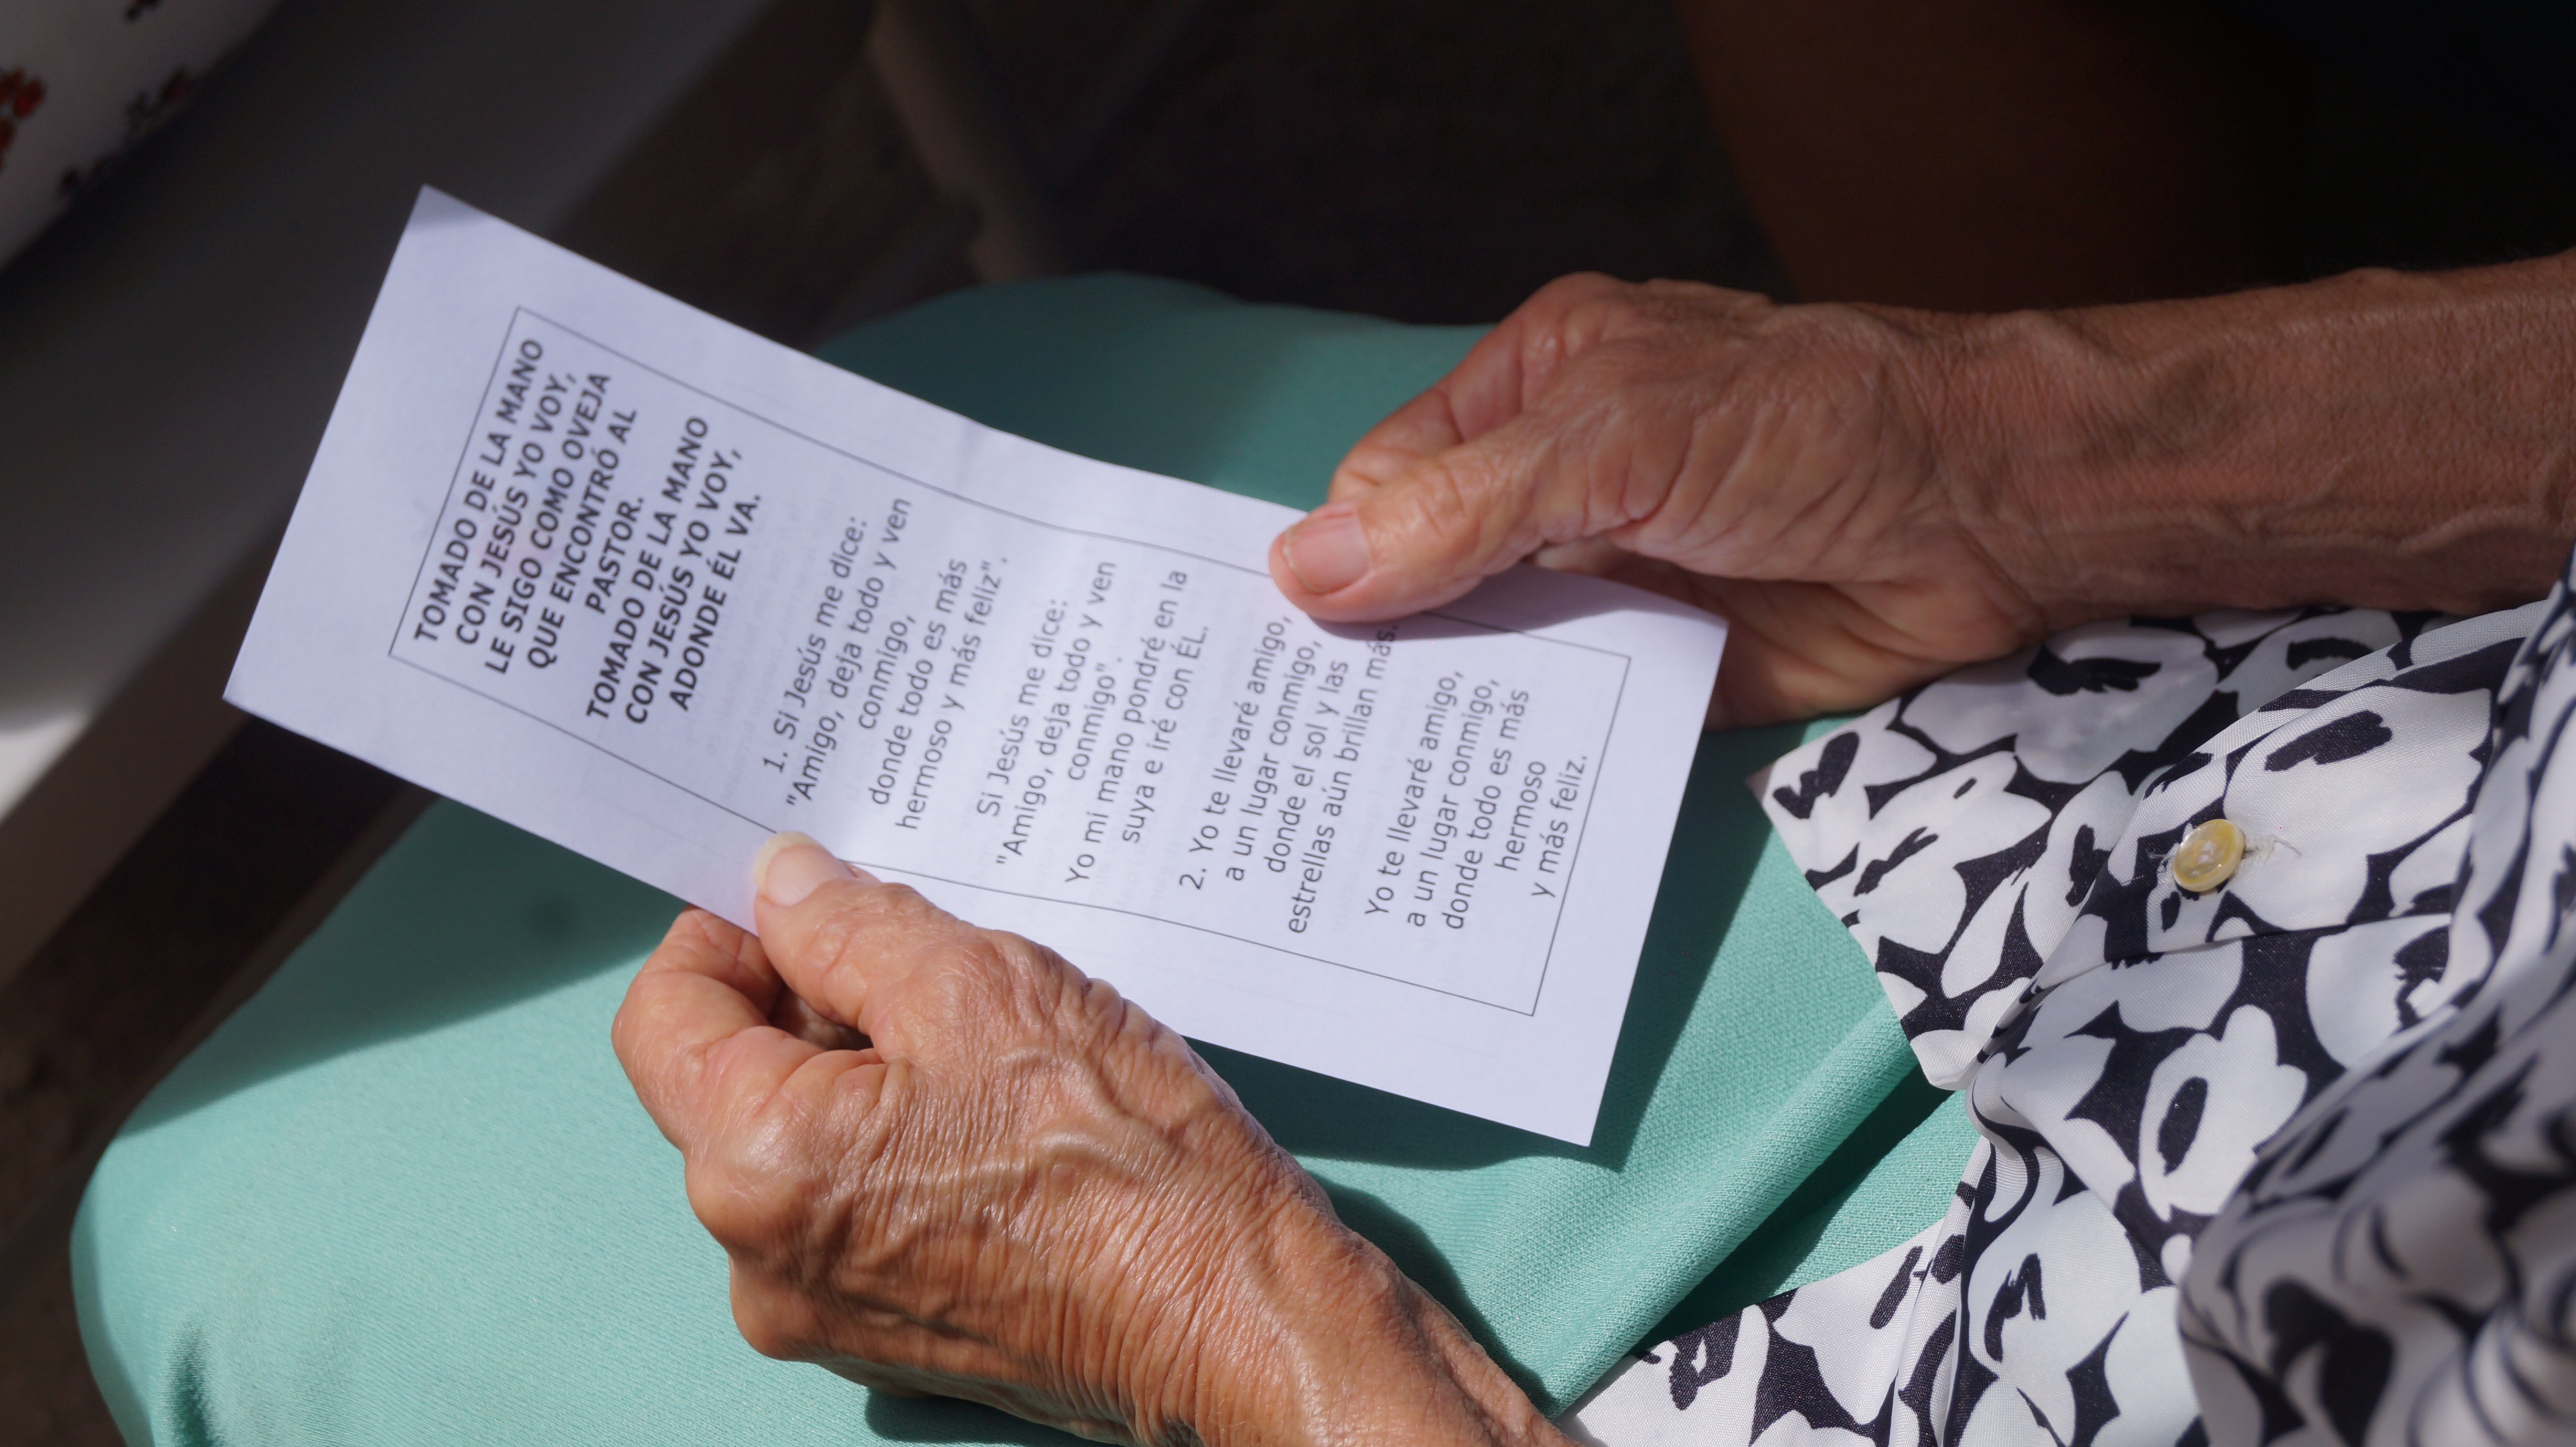 TOMADO DE LA MANO
CON JESÚS YO VOY,
LE SIGO COMO OVEJA
QUE ENCONTRÓ AL
PASTOR.
TOMADO DE LA MANO
CON JESÚS YO VOY,
ADONDE ÉL VA.
1. Si Jesús me dice:
"Amigo, deja todo y ven
conmigo,
donde todo es más
hermoso y más feliz".
Si Jesús me dice:
"Amigo, deja todo y ven
conmigo".
Yo mi mano pondré en la
suya e iré con ÉL.
2. Yo te llevaré amigo,
a un lugar conmigo,
donde el sol y las
estrellas aún brillan más.
Yo te llevaré amigo,
a un lugar conmigo,
donde todo es más
hermoso
y más feliz.